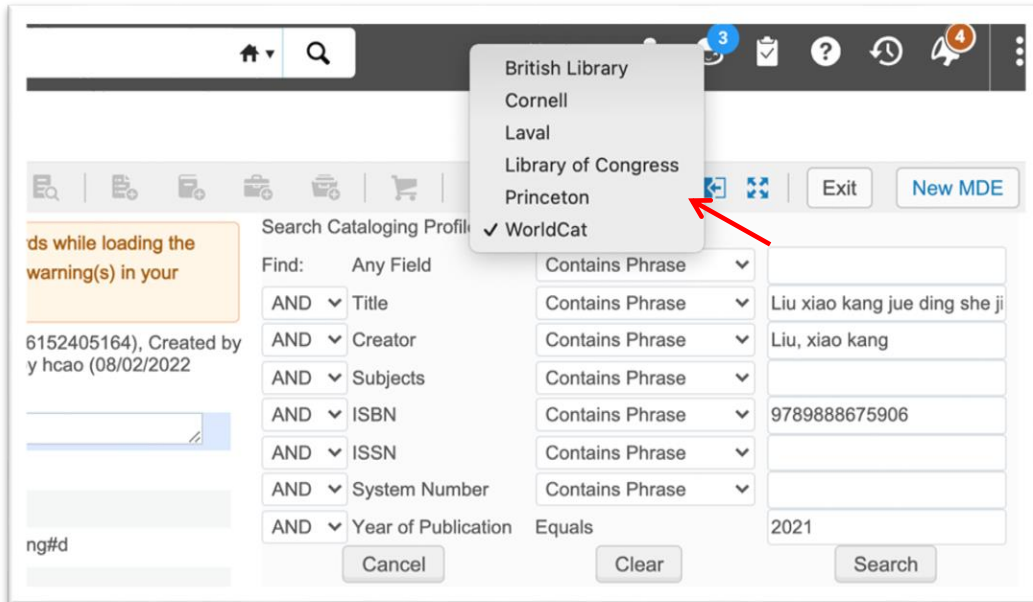 3
4
British Library
Cornell
Laval
Library of Congress
Princeton
✓ WorldCat
Exit
New MDE
rds while loading the
warning(s) in your
6152405164), Created by
y hcao (08/02/2022
ng#d
Search Cataloging Profile
Find: Any Field Contains Phrase
AND Title Contains Phrase Liu xiao kang jue ding she ji
AND Creator Contains Phrase Liu, xiao kang
AND Subjects Contains Phrase
AND ISBN Contains Phrase 9789888675906
AND ISSN Contains Phrase
AND System Number Contains Phrase
AND Year of Publication Equals 2021
Cancel Clear Search